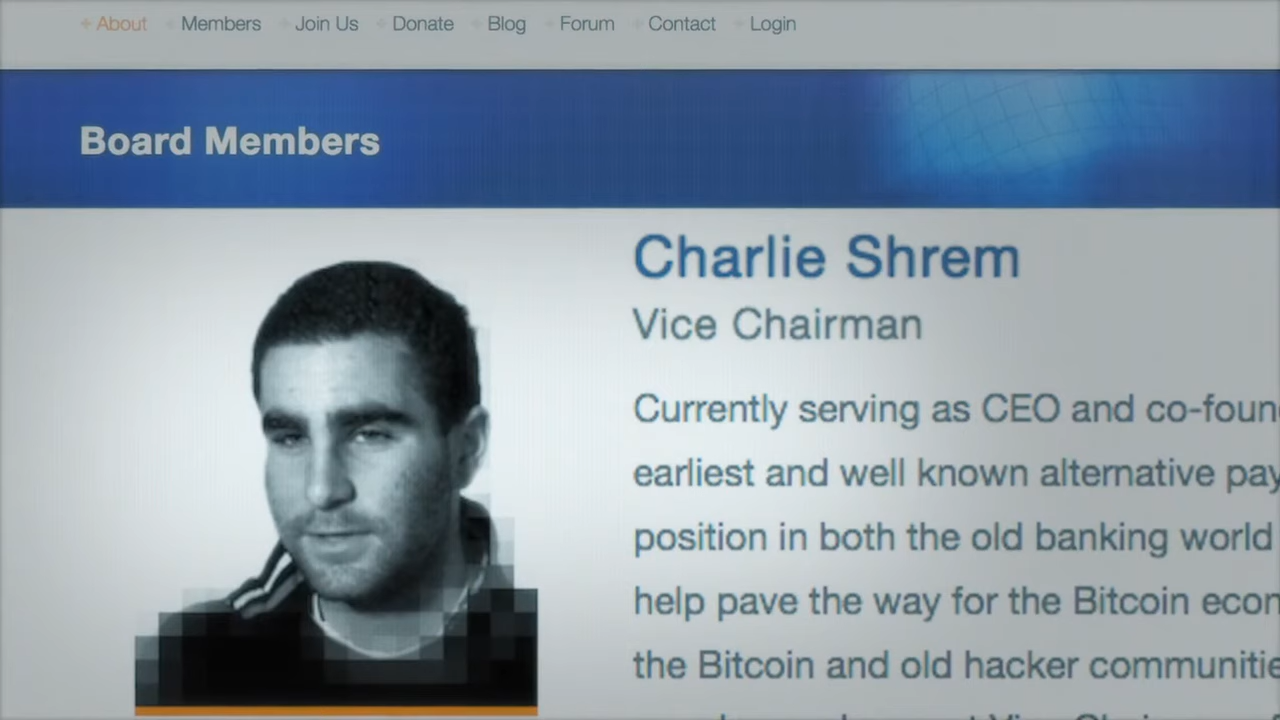 About Members Join Us Donate Blog Forum Contact Login
Board Members
Charlie Shrem
Vice Chairman
Currently serving as CEO and co-foun
earliest and well known alternative pay
position in both the old banking world
help pave the way for the Bitcoin econ
the Bitcoin and old hacker communitie